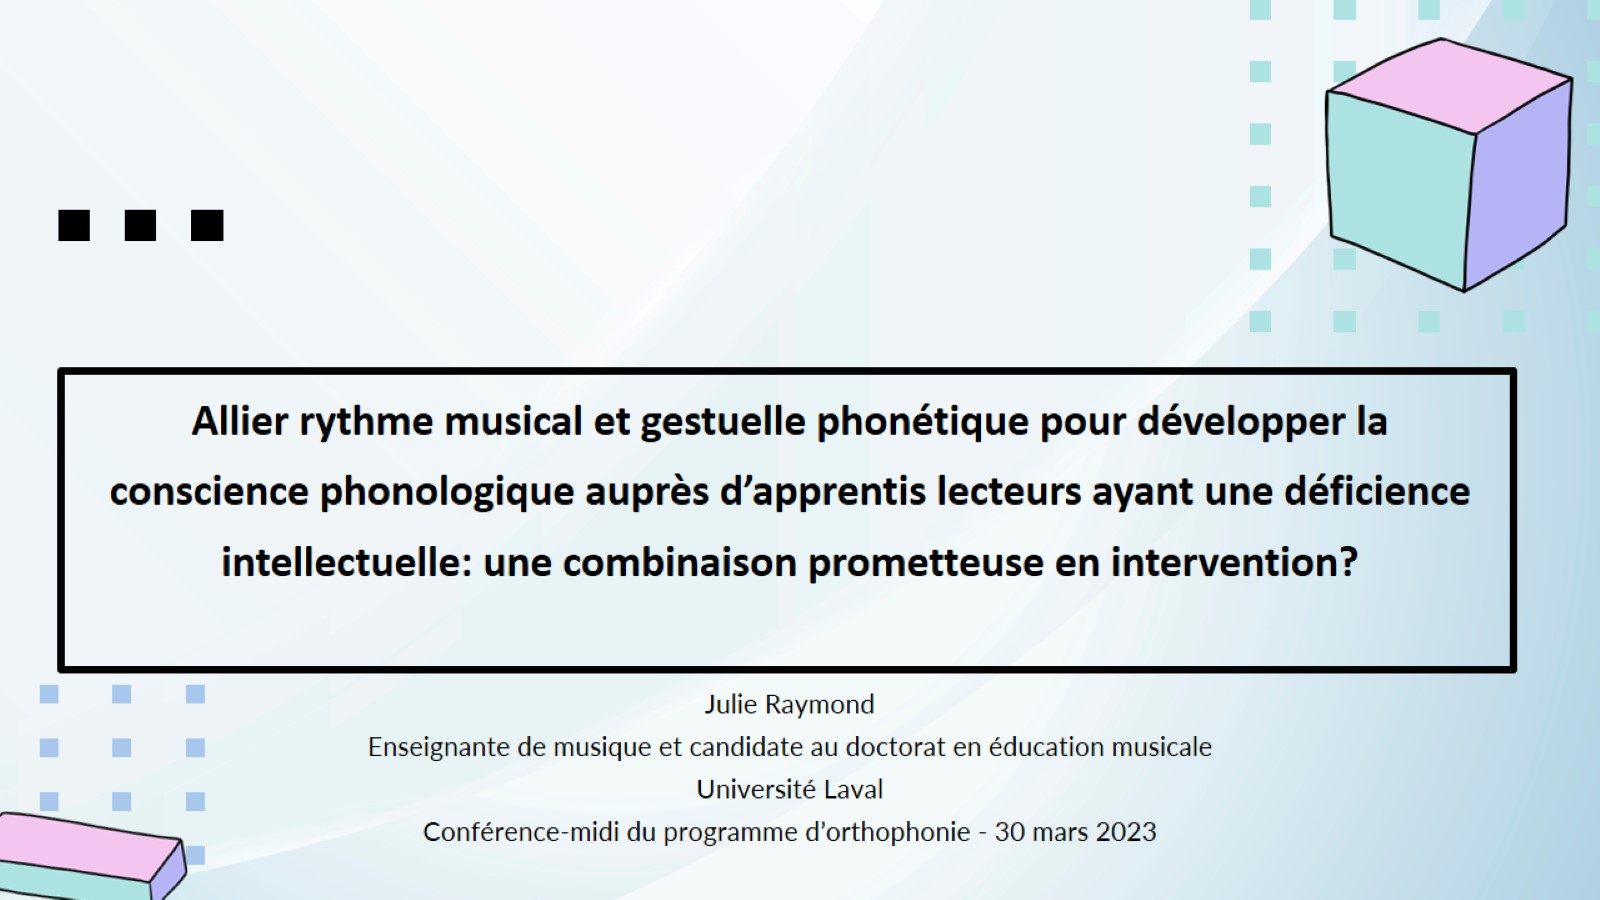 Allier rythme musical et gestuelle phonétique pour développer la
conscience phonologique auprès d’apprentis lecteurs ayant une déficience
intellectuelle: une combinaison prometteuse en intervention?
Julie Raymond
Enseignante de musique et candidate au doctorat en éducation musicale
Université Laval
Conférence-midi du programme d’orthophonie - 30 mars 2023